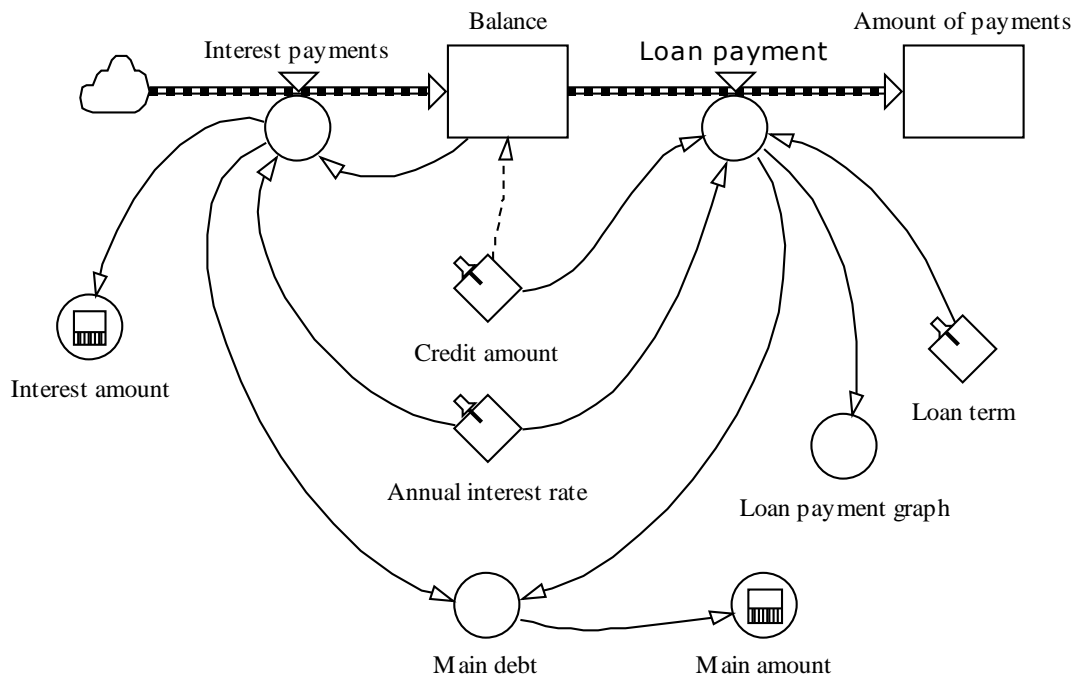 Balance
Amount of payments
Interest payments
Loan payment
Credit amount
Interest amount
Loan term
Annual interest rate
Loan payment graph
Main debt
Main amount